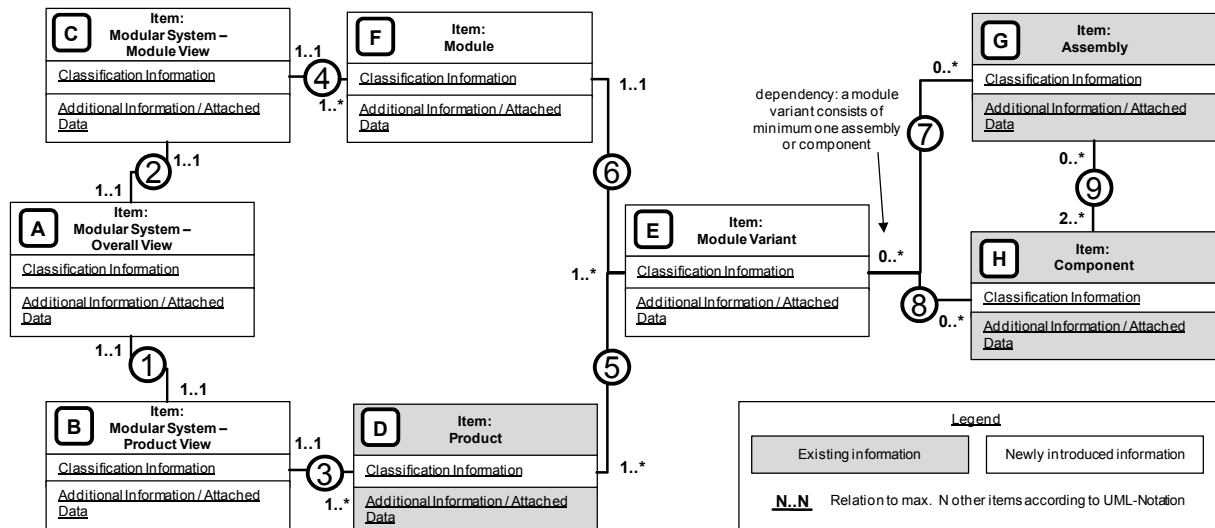 C
Item:
Modular System –
Module View
Classification Information
Additional Information / Attached
Data
1..1
4
1..*
F
Item:
Module
Classification Information
Additional Information / Attached
Data
1..1
1..1
2
1..1
A
Item:
Modular System –
Overall View
Classification Information
Additional Information / Attached
Data
1..1
1
1..1
B
Item:
Modular System –
Product View
Classification Information
Additional Information / Attached
Data
1..1
3
1..*
D
Item:
Product
Classification Information
Additional Information / Attached
Data
1..*
5
6
1..*
E
Item:
Module Variant
Classification Information
Additional Information / Attached
Data
dependency: a module
variant consists of
minimum one assembly
or component
0..*
7
0..*
8
0..*
G
Item:
Assembly
Classification Information
Additional Information / Attached
Data
0..*
9
2..*
H
Item:
Component
Classification Information
Additional Information / Attached
Data
Legend
Existing information
Newly introduced information
N..N Relation to max. N other items according to UML-Notation